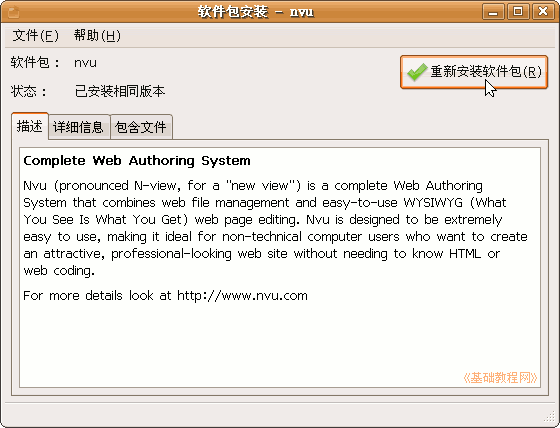 软件包安装 - nvu
文件(F) 帮助(H)
软件包： nvu
重新安装软件包(R)
状态： 已安装相同版本
描述 详细信息 包含文件
Complete Web Authoring System
Nvu (pronounced N-view, for a "new view") is a complete Web Authoring
System that combines web file management and easy-to-use WYSIWYG (What
You See Is What You Get) web page editing. Nvu is designed to be extremely
easy to use, making it ideal for non-technical computer users who want to create
an attractive, professional-looking web site without needing to know HTML or
web coding.
For more details look at http://www.nvu.com
《基础教程网》